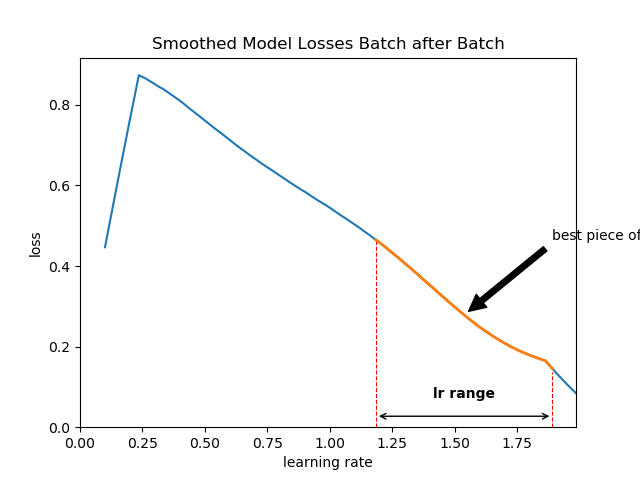 Smoothed Model Losses Batch after Batch
0.8
0.6
0.4
0.2
0.0
loss
best piece of
lr range
0.00 0.25 0.50 0.75 1.00 1.25 1.50 1.75
learning rate